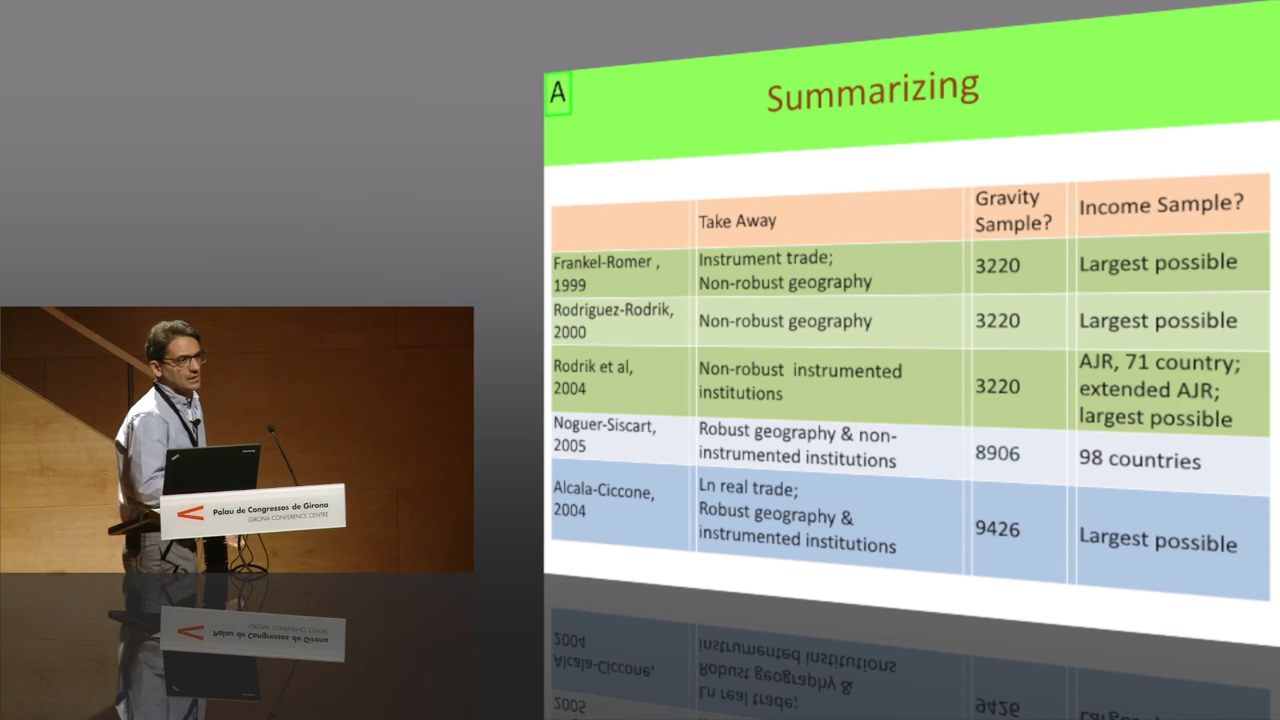 A
Summarizing
Take Away
Gravity
Sample?
Income Sample?
Frankel-Romer ,
1999
Instrument trade;
Non-robust geography
3220
Largest possible
Rodriguez-Rodrik,
2000
Non-robust geography
3220
Largest possible
Rodrik et al,
2004
Non-robust instrumented
institutions
3220
AJR, 71 country;
extended AJR;
largest possible
Noguer-Siscart,
2005
Robust geography & non-
instrumented institutions
8906
98 countries
Alcala-Ciccone,
2004
Ln real trade;
Robust geography &
instrumented institutions
9426
Largest possible
Palau de Congressos de Girona
GIRONA CONFERENCE CENTRE